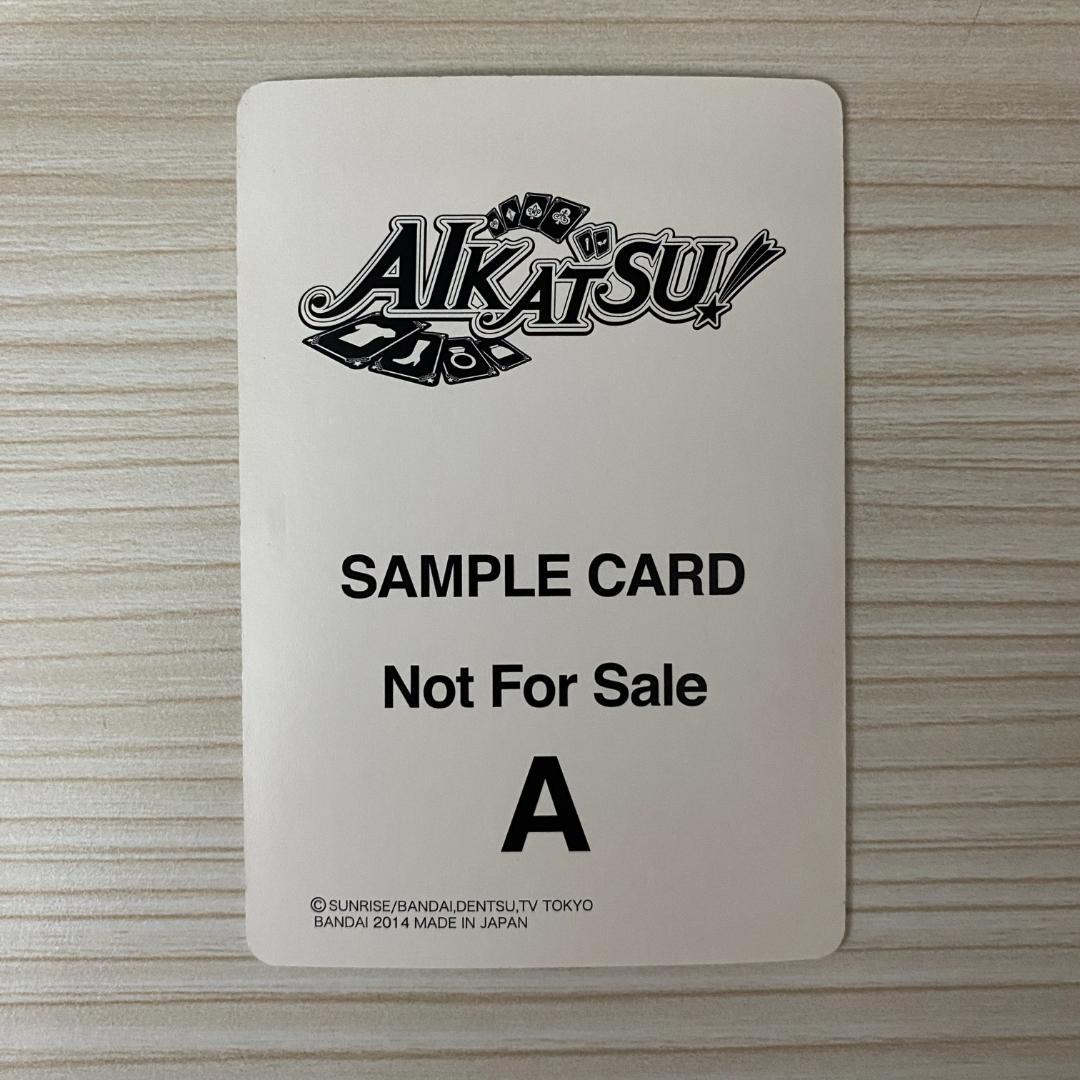 AIKATSU!
SAMPLE CARD
Not For Sale
A
©SUNRISE/BANDAI,DENTSU,TV TOKYO
BANDAI 2014 MADE IN JAPAN